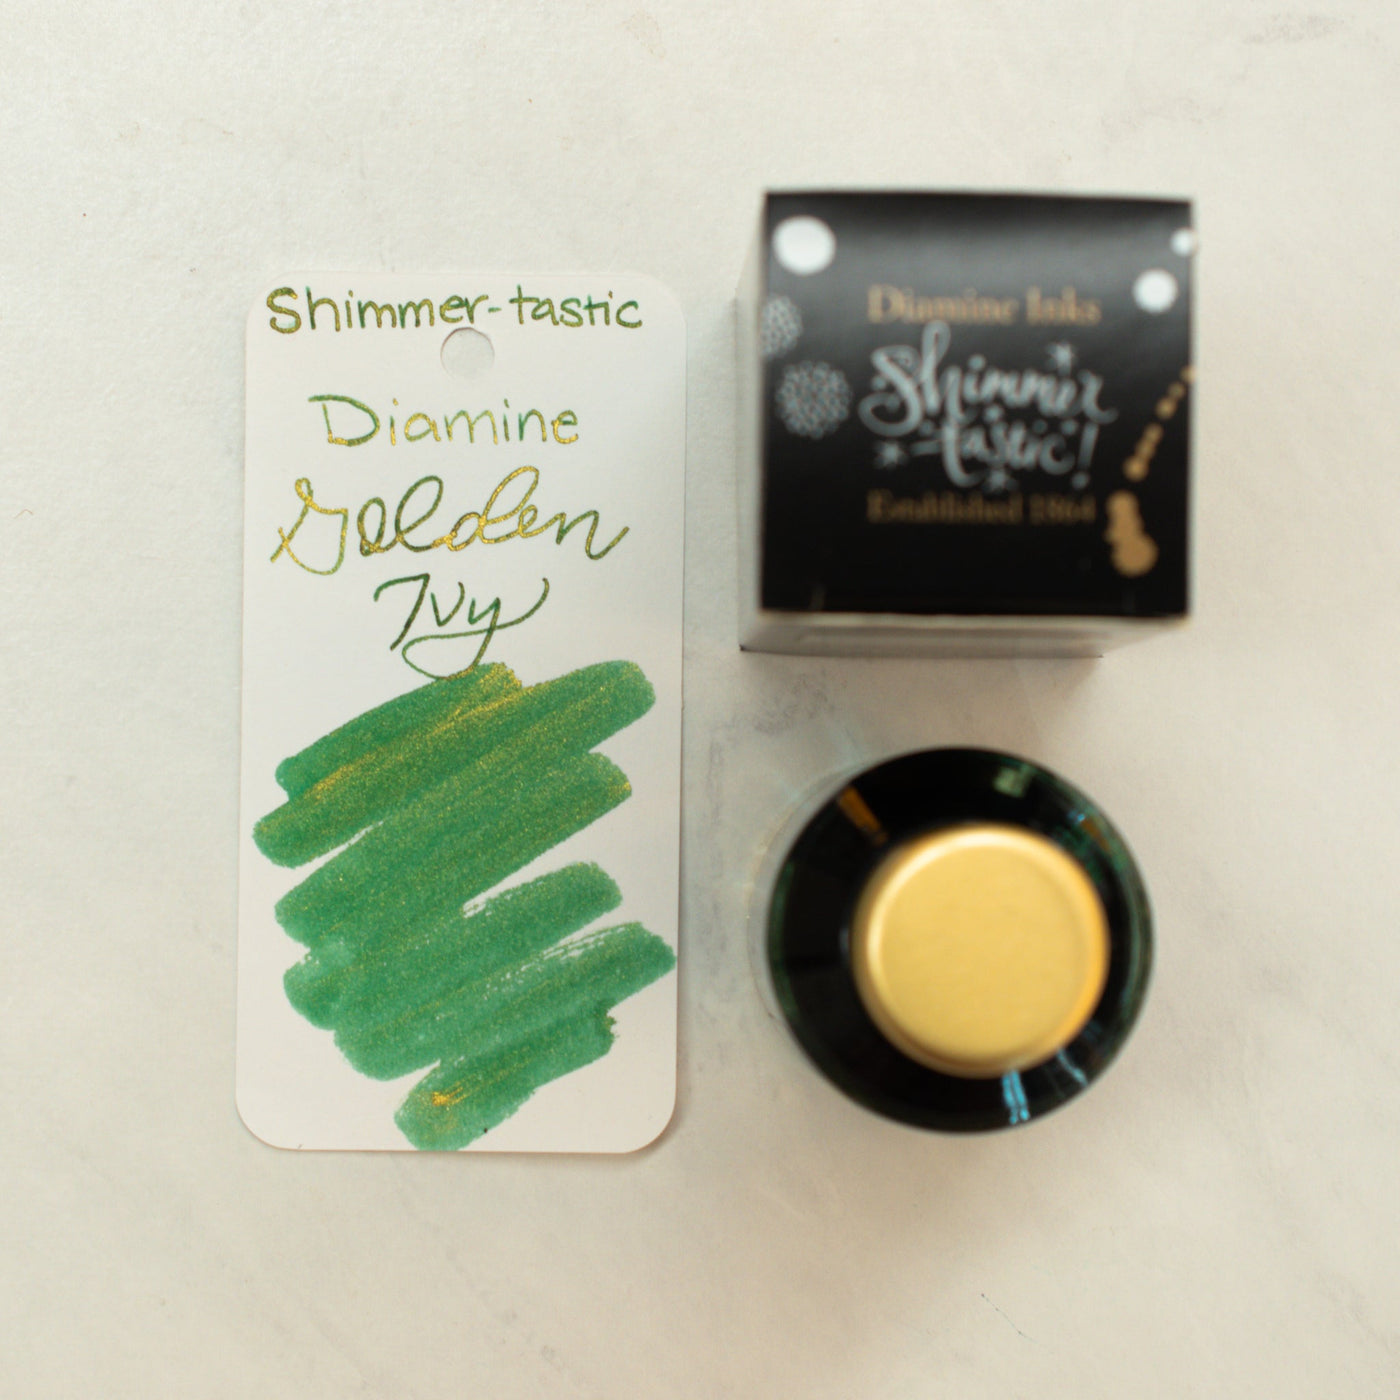 Shimmer-tastic
Diamine
Golden
Ivy
Diamine Inks
Shimmer
tastic!
Established 1864